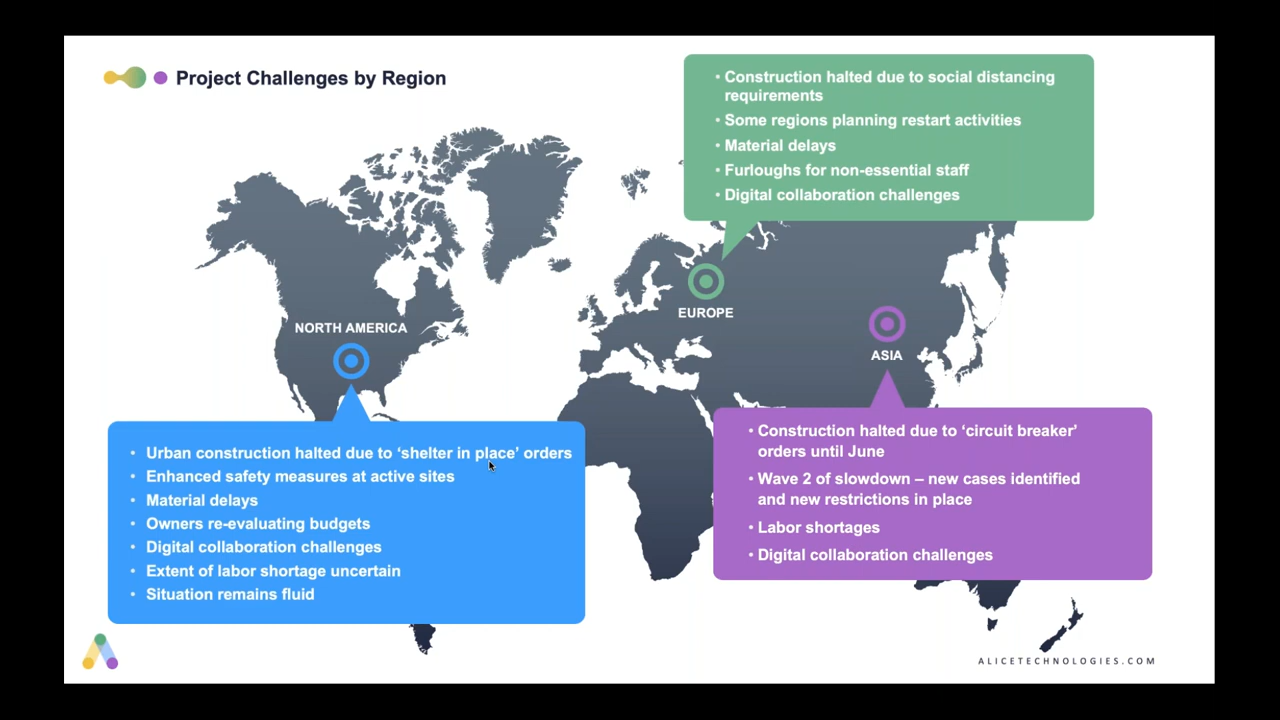 Project Challenges by Region
• Construction halted due to social distancing
requirements
• Some regions planning restart activities
• Material delays
• Furloughs for non-essential staff
• Digital collaboration challenges
EUROPE
NORTH AMERICA
ASIA
• Urban construction halted due to ‘shelter in place’ orders
• Enhanced safety measures at active sites
• Material delays
• Owners re-evaluating budgets
• Digital collaboration challenges
• Extent of labor shortage uncertain
• Situation remains fluid
• Construction halted due to ‘circuit breaker’
orders until June
• Wave 2 of slowdown – new cases identified
and new restrictions in place
• Labor shortages
• Digital collaboration challenges
ALICETECHNOLOGIES.COM